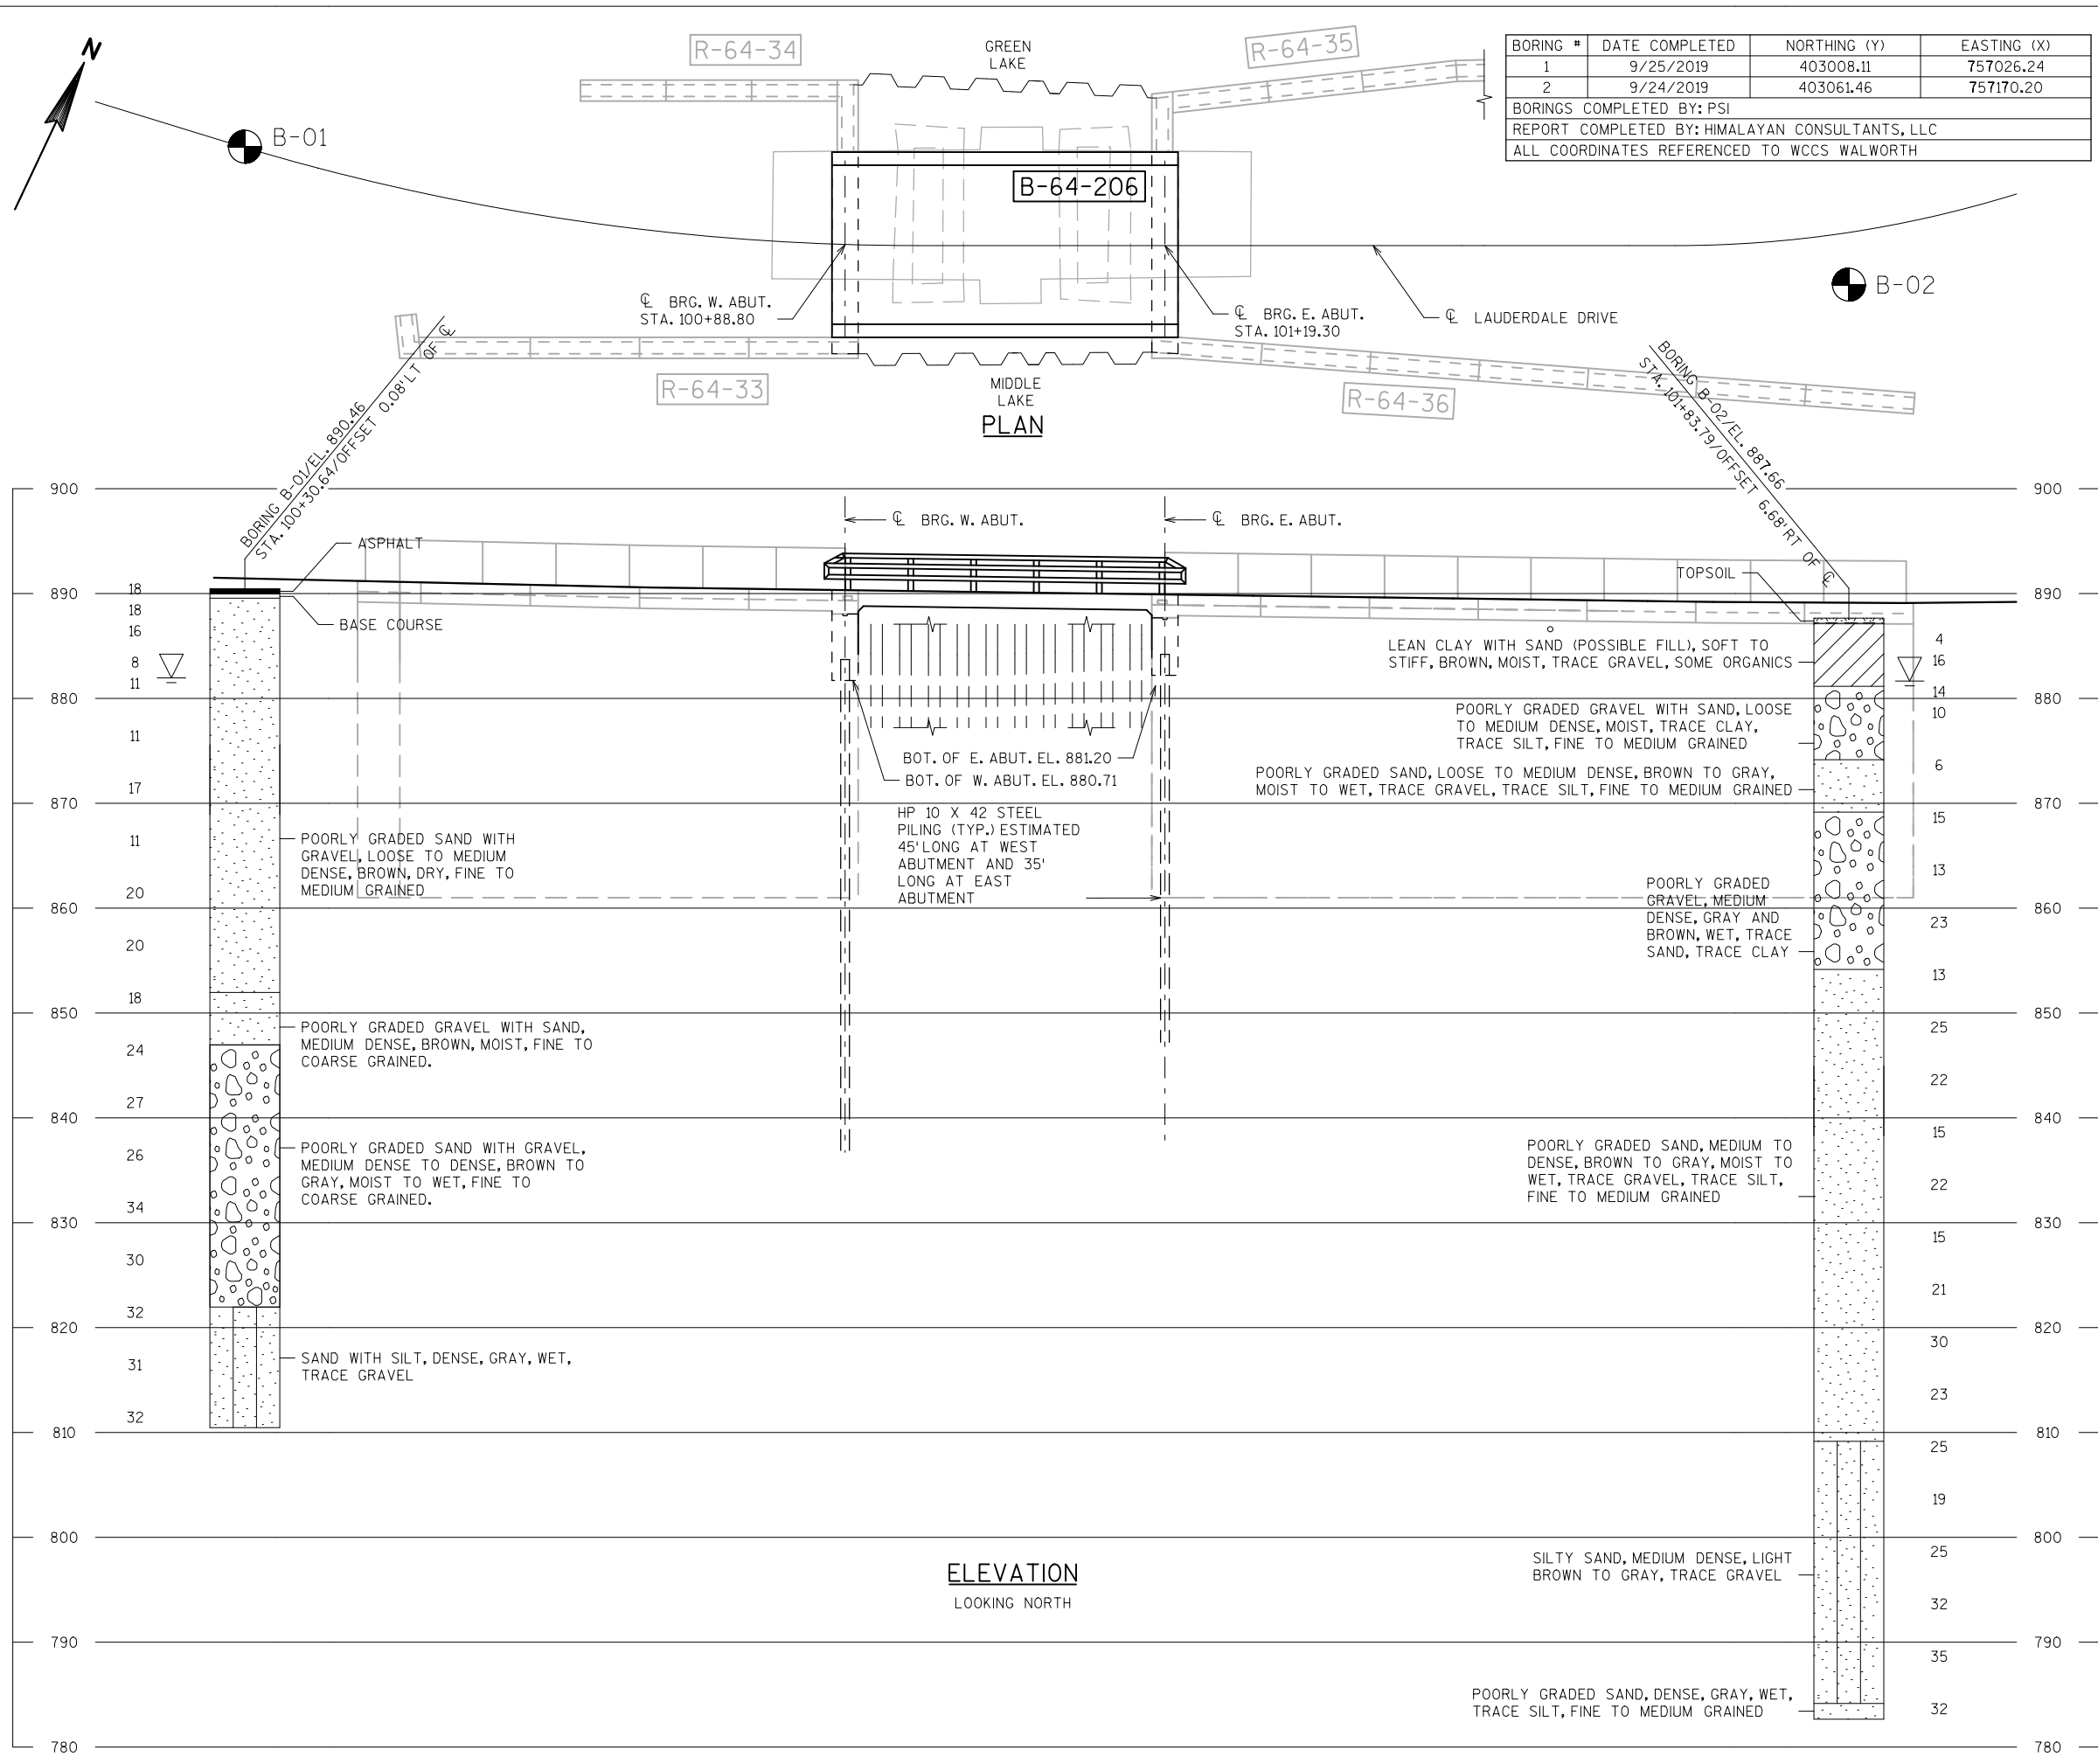 N
R-64-34
GREEN
LAKE
R-64-35
BORING # DATE COMPLETED NORTHING (Y) EASTING (X)
1 9/25/2019 403008.11 757026.24
2 9/24/2019 403061.46 757170.20
BORINGS COMPLETED BY: PSI
REPORT COMPLETED BY: HIMALAYAN CONSULTANTS, LLC
ALL COORDINATES REFERENCED TO WCCS WALWORTH
B-01
B-64-206
B-02
℄ BRG. W. ABUT.
STA. 100+88.80
℄ BRG. E. ABUT.
STA. 101+19.30
℄ LAUDERDALE DRIVE
R-64-33
MIDDLE
LAKE
R-64-36
PLAN
BORING B-01/EL. 890.46
STA. 100+30.64/OFFSET 0.08' LT OF ℄
BORING B-02/EL. 887.66
STA. 101+83.79/OFFSET 6.68' RT OF ℄
900
890
880
870
860
850
840
830
820
810
800
790
780
18
18
16
8
11
11
17
11
20
20
18
24
27
26
34
30
32
31
32
ASPHALT
BASE COURSE
POORLY GRADED SAND WITH
GRAVEL, LOOSE TO MEDIUM
DENSE, BROWN, DRY, FINE TO
MEDIUM GRAINED
POORLY GRADED GRAVEL WITH SAND,
MEDIUM DENSE, BROWN, MOIST, FINE TO
COARSE GRAINED.
POORLY GRADED SAND WITH GRAVEL,
MEDIUM DENSE TO DENSE, BROWN TO
GRAY, MOIST TO WET, FINE TO
COARSE GRAINED.
SAND WITH SILT, DENSE, GRAY, WET,
TRACE GRAVEL
℄ BRG. W. ABUT.
℄ BRG. E. ABUT.
BOT. OF E. ABUT. EL. 881.20
BOT. OF W. ABUT. EL. 880.71
HP 10 X 42 STEEL
PILING (TYP.) ESTIMATED
45' LONG AT WEST
ABUTMENT AND 35'
LONG AT EAST
ABUTMENT
ELEVATION
LOOKING NORTH
TOPSOIL
LEAN CLAY WITH SAND (POSSIBLE FILL), SOFT TO
STIFF, BROWN, MOIST, TRACE GRAVEL, SOME ORGANICS
POORLY GRADED GRAVEL WITH SAND, LOOSE
TO MEDIUM DENSE, MOIST, TRACE CLAY,
TRACE SILT, FINE TO MEDIUM GRAINED
POORLY GRADED SAND, LOOSE TO MEDIUM DENSE, BROWN TO GRAY,
MOIST TO WET, TRACE GRAVEL, TRACE SILT, FINE TO MEDIUM GRAINED
POORLY GRADED
GRAVEL, MEDIUM
DENSE, GRAY AND
BROWN, WET, TRACE
SAND, TRACE CLAY
POORLY GRADED SAND, MEDIUM TO
DENSE, BROWN TO GRAY, MOIST TO
WET, TRACE GRAVEL, TRACE SILT,
FINE TO MEDIUM GRAINED
SILTY SAND, MEDIUM DENSE, LIGHT
BROWN TO GRAY, TRACE GRAVEL
POORLY GRADED SAND, DENSE, GRAY, WET,
TRACE SILT, FINE TO MEDIUM GRAINED
4
16
14
10
6
15
13
23
13
25
22
15
22
15
21
30
23
25
19
25
32
35
32
900
890
880
870
860
850
840
830
820
810
800
790
780